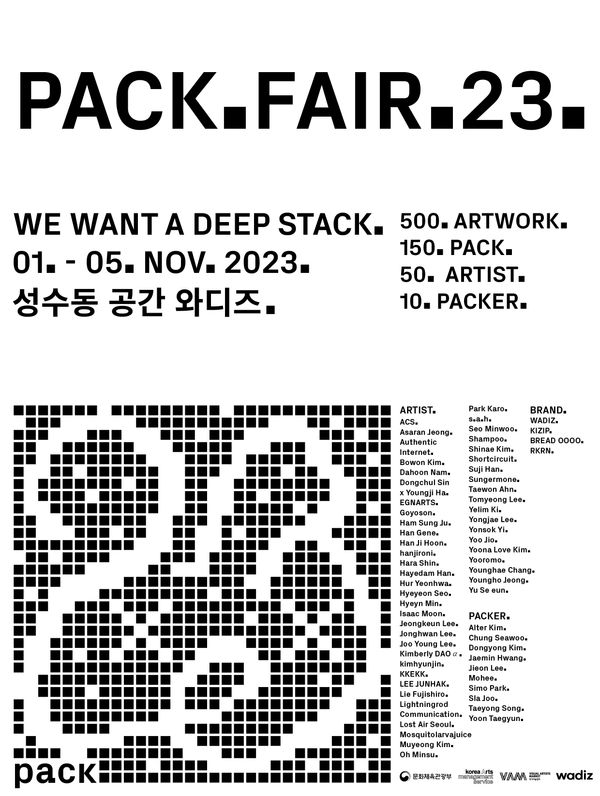 PACK.FAIR.23.
WE WANT A DEEP STACK.
01. - 05. NOV. 2023.
성수동 공간 와디즈.
500. ARTWORK.
150. PACK.
50. ARTIST.
10. PACKER.
ARTIST.
ACS.
Asaran Jeong.
Authentic
Internet.
Bowon Kim.
Dahoon Nam.
Dongchul Sin
x Youngji Ha.
EGNARTS.
Goyoson.
Ham Sung Ju.
Han Gene.
Han Ji Hoon.
hanjironi.
Hara Shin.
Hayedam Han.
Hur Yeonhwa.
Hyeyeon Seo.
Hyeyn Min.
Isaac Moon.
Jeongkeun Lee.
Jonghwan Lee.
Joo Young Lee.
Kimberly DAO α.
kimhyunjin.
KKEKK.
LEE JUNHAK.
Lie Fujishiro.
Lightningrod
Communication.
Lost Air Seoul.
Mosquitolarvajuice
Muyeong Kim.
Oh Minsu.
Park Karo.
s.a.h.
Seo Minwoo.
Shampoo.
Shinae Kim.
Shortcircuit.
Suji Han.
Sungermone.
Taewon Ahn.
Tomyeong Lee.
Yelim Ki.
Yongjae Lee.
Yonsok Yi.
Yoo Jio.
Yoona Love Kim.
Yooromo.
Younghae Chang.
Youngho Jeong.
Yu Se eun.
PACKER.
Alter Kim.
Chung Seawoo.
Dongyong Kim.
Jaemin Hwang.
Jieon Lee.
Mohee.
Simo Park.
Sla Joo.
Taeyong Song.
Yoon Taegyun.
BRAND.
WADIZ.
KIZIP.
BREAD OOOO.
RKRN.
pack
문화체육관광부
korea Arts
management
Service
VAM
wadiz